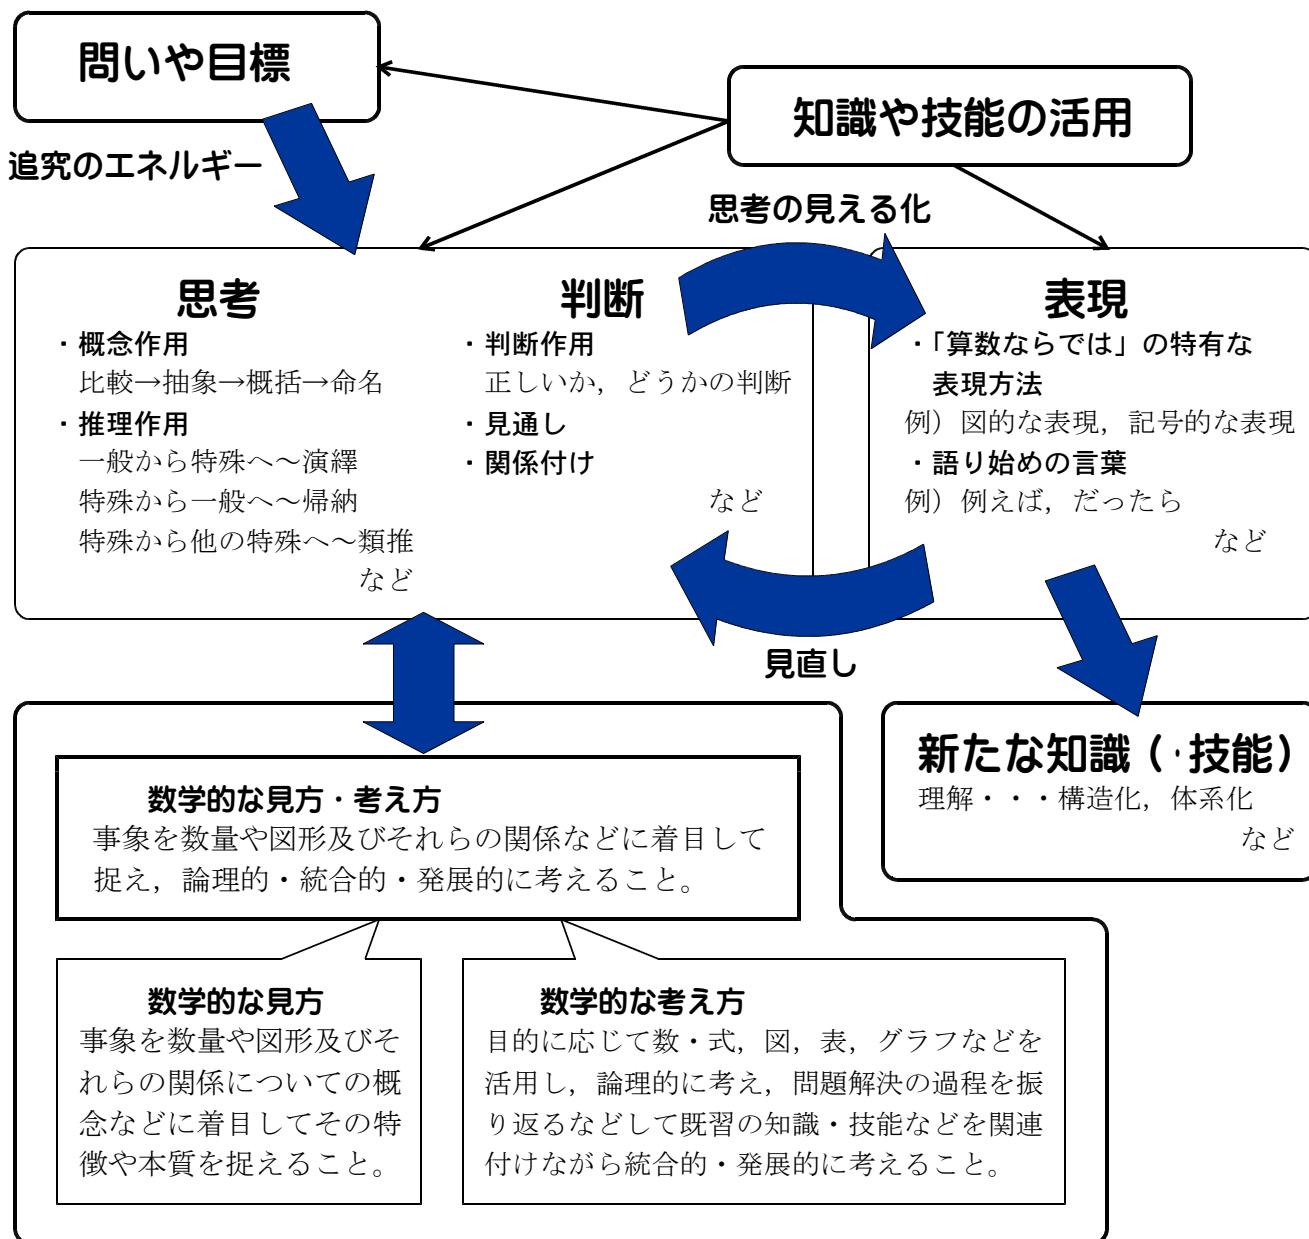 問いや目標
知識や技能の活用
追究のエネルギー
思考の見える化
思考
・概念作用
比較→抽象→概括→命名
・推理作用
一般から特殊へ～演繹
特殊から一般へ～帰納
特殊から他の特殊へ～類推
など
判断
・判断作用
正しいか，どうかの判断
・見通し
・関係付け
など
表現
・「算数ならでは」の特有な
表現方法
例）図的な表現，記号的な表現
・語り始めの言葉
例）例えば，だったら
など
見直し
新たな知識（・技能）
理解・・・構造化，体系化
など
数学的な見方・考え方
事象を数量や図形及びそれらの関係などに着目して
捉え，論理的・統合的・発展的に考えること。
数学的な見方
事象を数量や図形及びそ
れらの関係についての概
念などに着目してその特
徴や本質を捉えること。
数学的な考え方
目的に応じて数・式，図，表，グラフなどを
活用し，論理的に考え，問題解決の過程を振
り返るなどして既習の知識・技能などを関連
付けながら統合的・発展的に考えること。